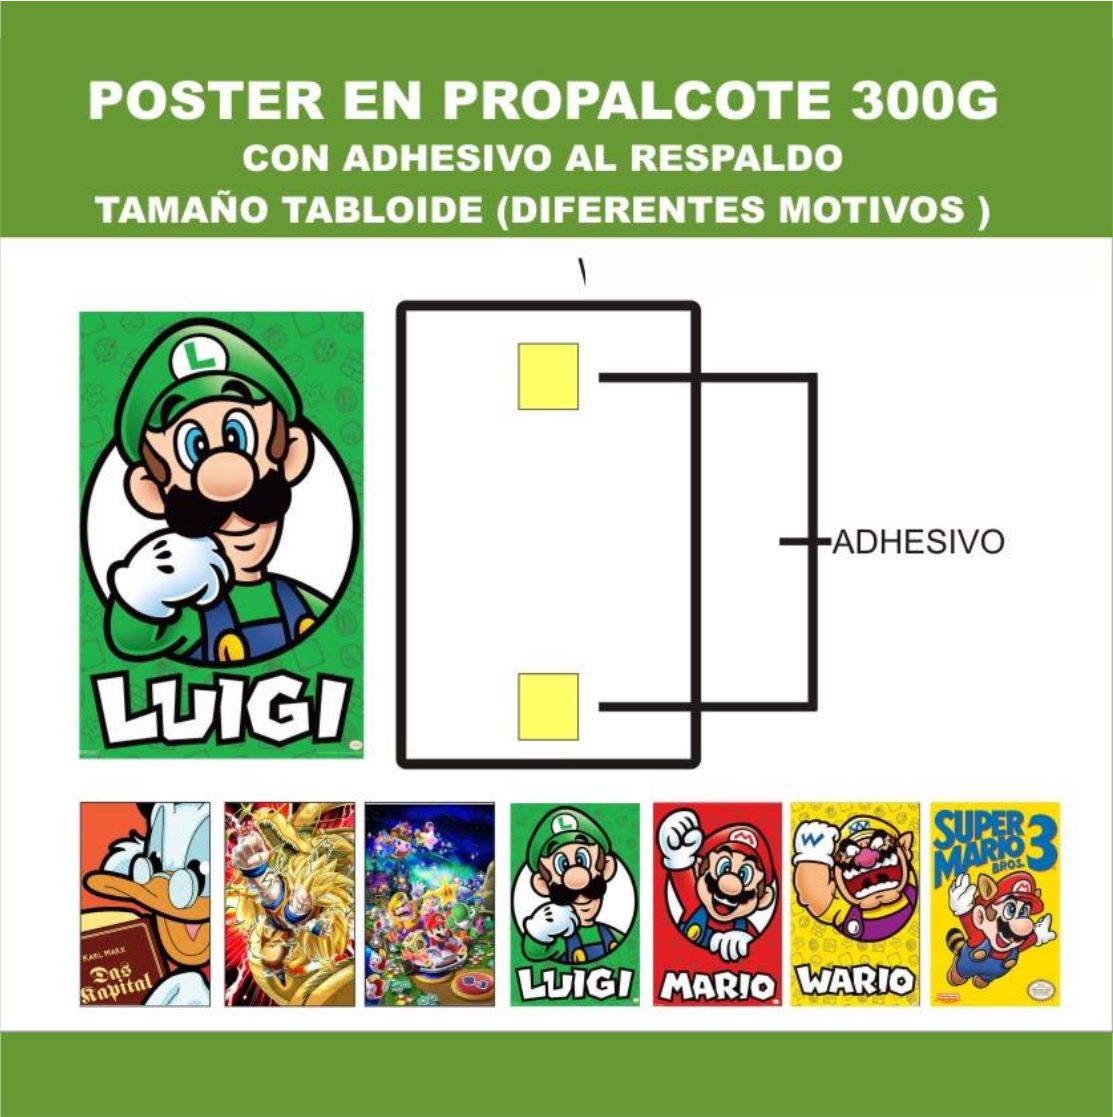 POSTER EN PROPALCOTE 300G
CON ADHESIVO AL RESPALDO
TAMAÑO TABLOIDE (DIFERENTES MOTIVOS )
L
LUIGI
ADHESIVO
KARL MARX
Das
Kapital
L
LUIGI
M
MARIO
W
W
WARIO
SUPER
MARIO
BROS.
3
M